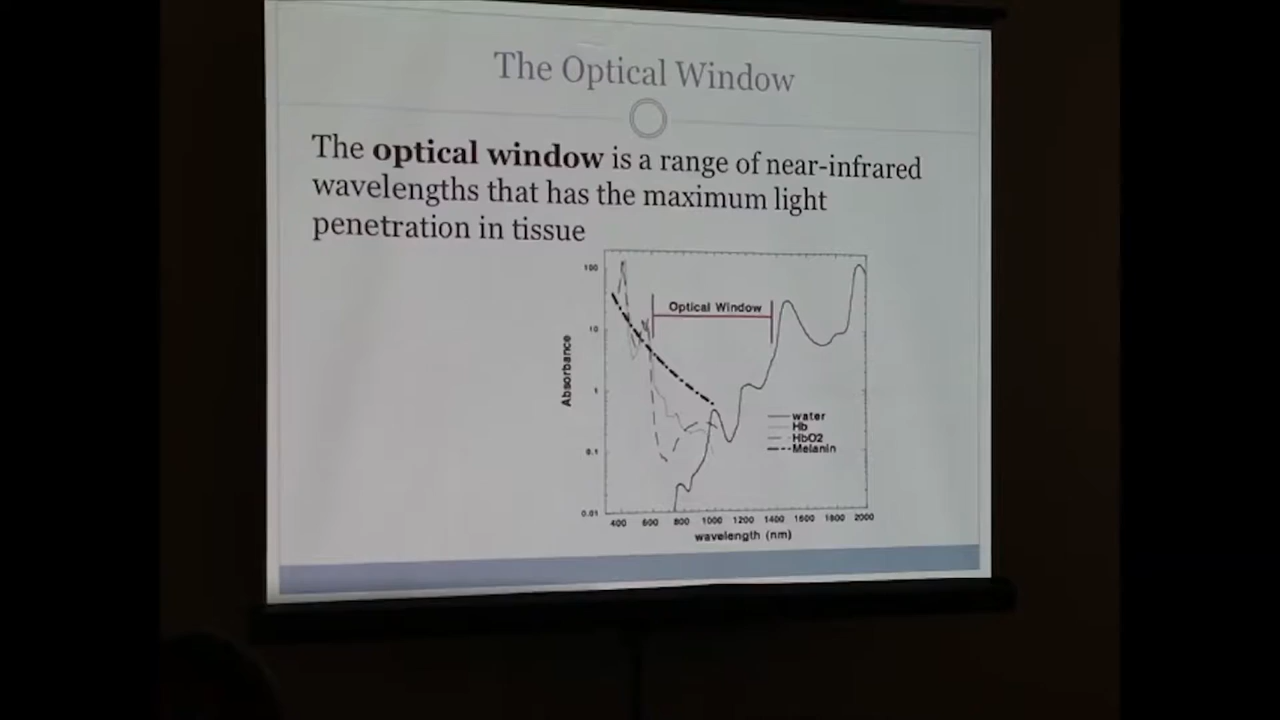 The Optical Window
The optical window is a range of near-infrared
wavelengths that has the maximum light
penetration in tissue
100
10
1
0.1
0.01
Absorbance
Optical Window
water
Hb
HbO2
Melanin
400 600 800 1000 1200 1400 1600 1800 2000
wavelength (nm)